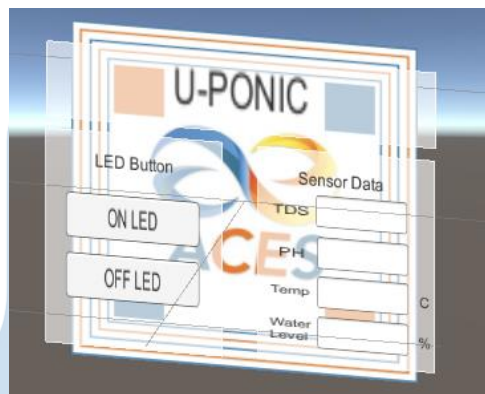 U-PONIC
LED Button
Sensor Data
ON LED
TDS
PH
OFF LED
ACES
Temp
C
Water
Level
%